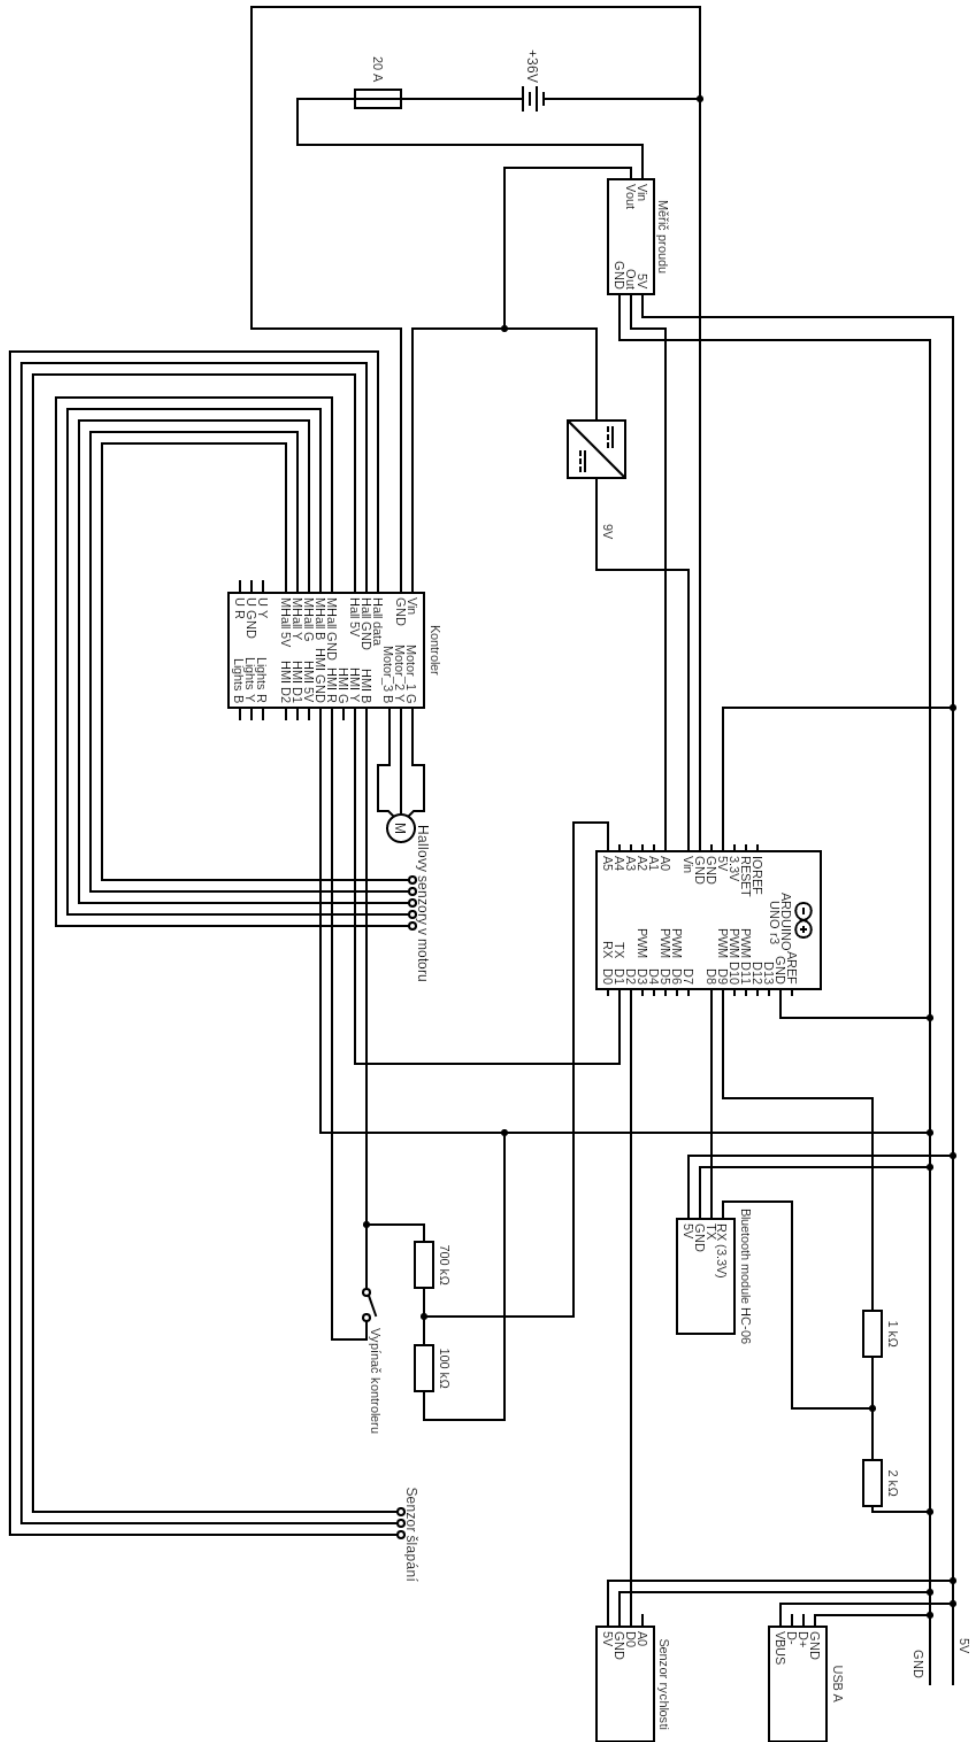 20 A
+36V
Měřič proudu
Vin
Vout
5V
Out
GND
9V
Kontroler
Vin
GND
Hall data
Hall GND
Hall 5V
MHall GND
MHall B
MHall G
MHall Y
MHall 5V
U Y
U GND
U R
Motor_1 G
Motor_2 Y
Motor_3 B
HMI B
HMI Y
HMI G
HMI R
HMI GND
HMI 5V
HMI D1
HMI D2
Lights R
Lights Y
Lights B
M
Hallovy senzory v motoru
ARDUINO
UNO r3
IOREF
RESET
3.3V
5V
GND
GND
Vin
A0
A1
A2
A3
A4
A5
AREF
GND
D13
D12
PWM D11
PWM D10
PWM D9
D8
D7
PWM D6
PWM D5
D4
PWM D3
D2
TX D1
RX D0
Bluetooth module HC-06
RX (3.3V)
TX
GND
5V
700 kΩ
100 kΩ
Vypínač kontroleru
1 kΩ
2 kΩ
Senzor šlapání
Senzor rychlosti
A0
D0
GND
5V
USB A
GND
D+
D-
VBUS
5V
GND